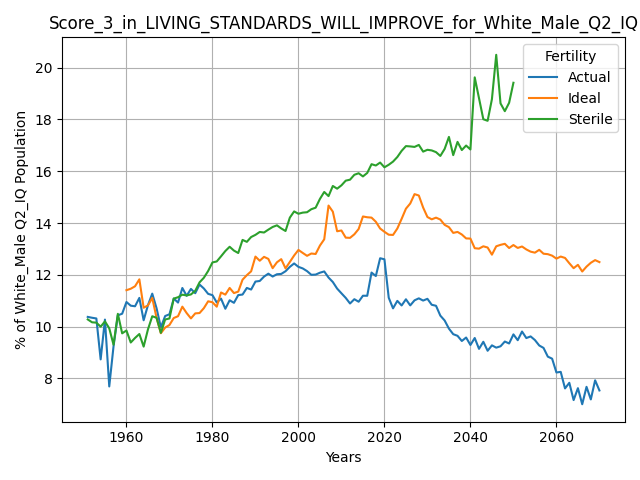 Score_3_in_LIVING_STANDARDS_WILL_IMPROVE_for_White_Male_Q2_IQ
% of White_Male Q2_IQ Population
20
18
16
14
12
10
8
Fertility
Actual
Ideal
Sterile
1960 1980 2000 2020 2040 2060
Years